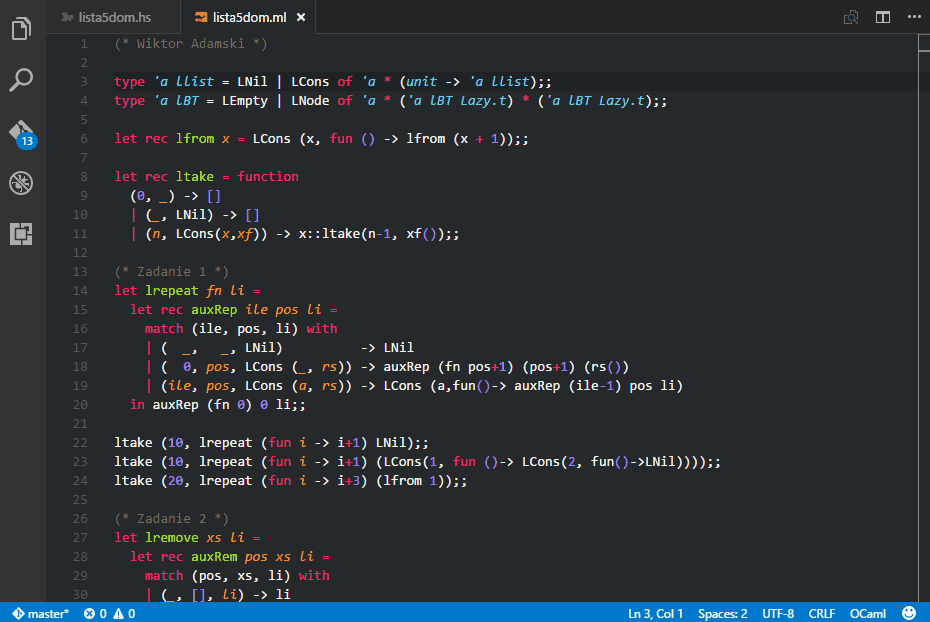 lista5dom.hs lista5dom.ml ×
13
1 (* Wiktor Adamski *)
2
3 type 'a llist = LNil | LCons of 'a * (unit -> 'a llist);;
4 type 'a lBT = LEmpty | LNode of 'a * ('a lBT Lazy.t) * ('a lBT Lazy.t);;
5
6 let rec lfrom x = LCons (x, fun () -> lfrom (x + 1));;
7
8 let rec ltake = function
9   (0, _) -> []
10   | (_, LNil) -> []
11   | (n, LCons(x,xf)) -> x::ltake(n-1, xf());;
12
13 (* Zadanie 1 *)
14 let lrepeat fn li =
15   let rec auxRep ile pos li =
16     match (ile, pos, li) with
17     | (  _,   _, LNil)          -> LNil
18     | (  0, pos, LCons (_, rs)) -> auxRep (fn pos+1) (pos+1) (rs())
19     | (ile, pos, LCons (a, rs)) -> LCons (a,fun()-> auxRep (ile-1) pos li)
20   in auxRep (fn 0) 0 li;;
21
22 ltake (10, lrepeat (fun i -> i+1) LNil);;
23 ltake (10, lrepeat (fun i -> i+1) (LCons(1, fun ()-> LCons(2, fun()->LNil))));;
24 ltake (20, lrepeat (fun i -> i+3) (lfrom 1));;
25
26 (* Zadanie 2 *)
27 let lremove xs li =
28   let rec auxRem pos xs li =
29     match (pos, xs, li) with
30     | (_, [], li) -> li
master* 0 0 Ln 3, Col 1 Spaces: 2 UTF-8 CRLF OCaml